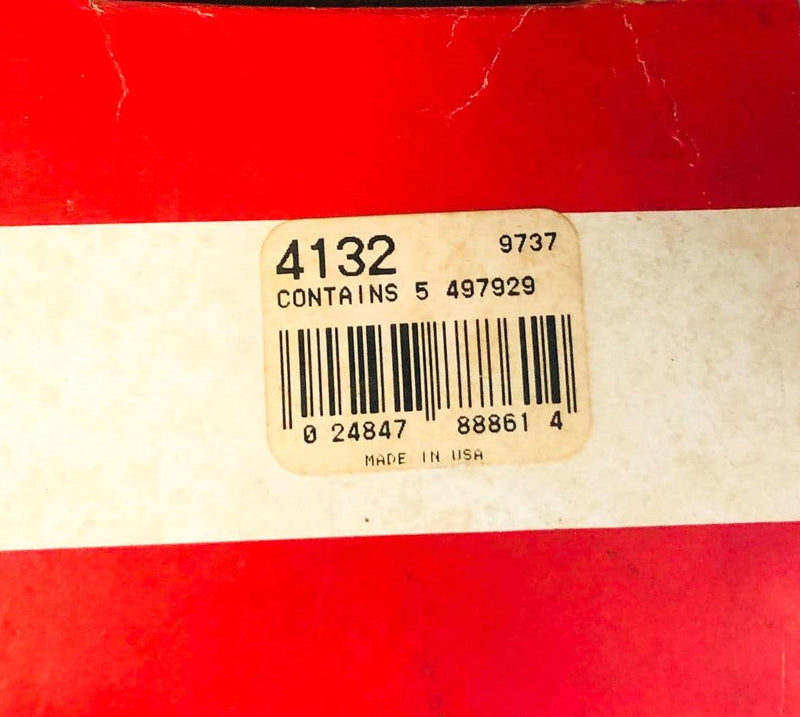 4132 9737
CONTAINS 5 497929
0 24847 88861 4
MADE IN USA